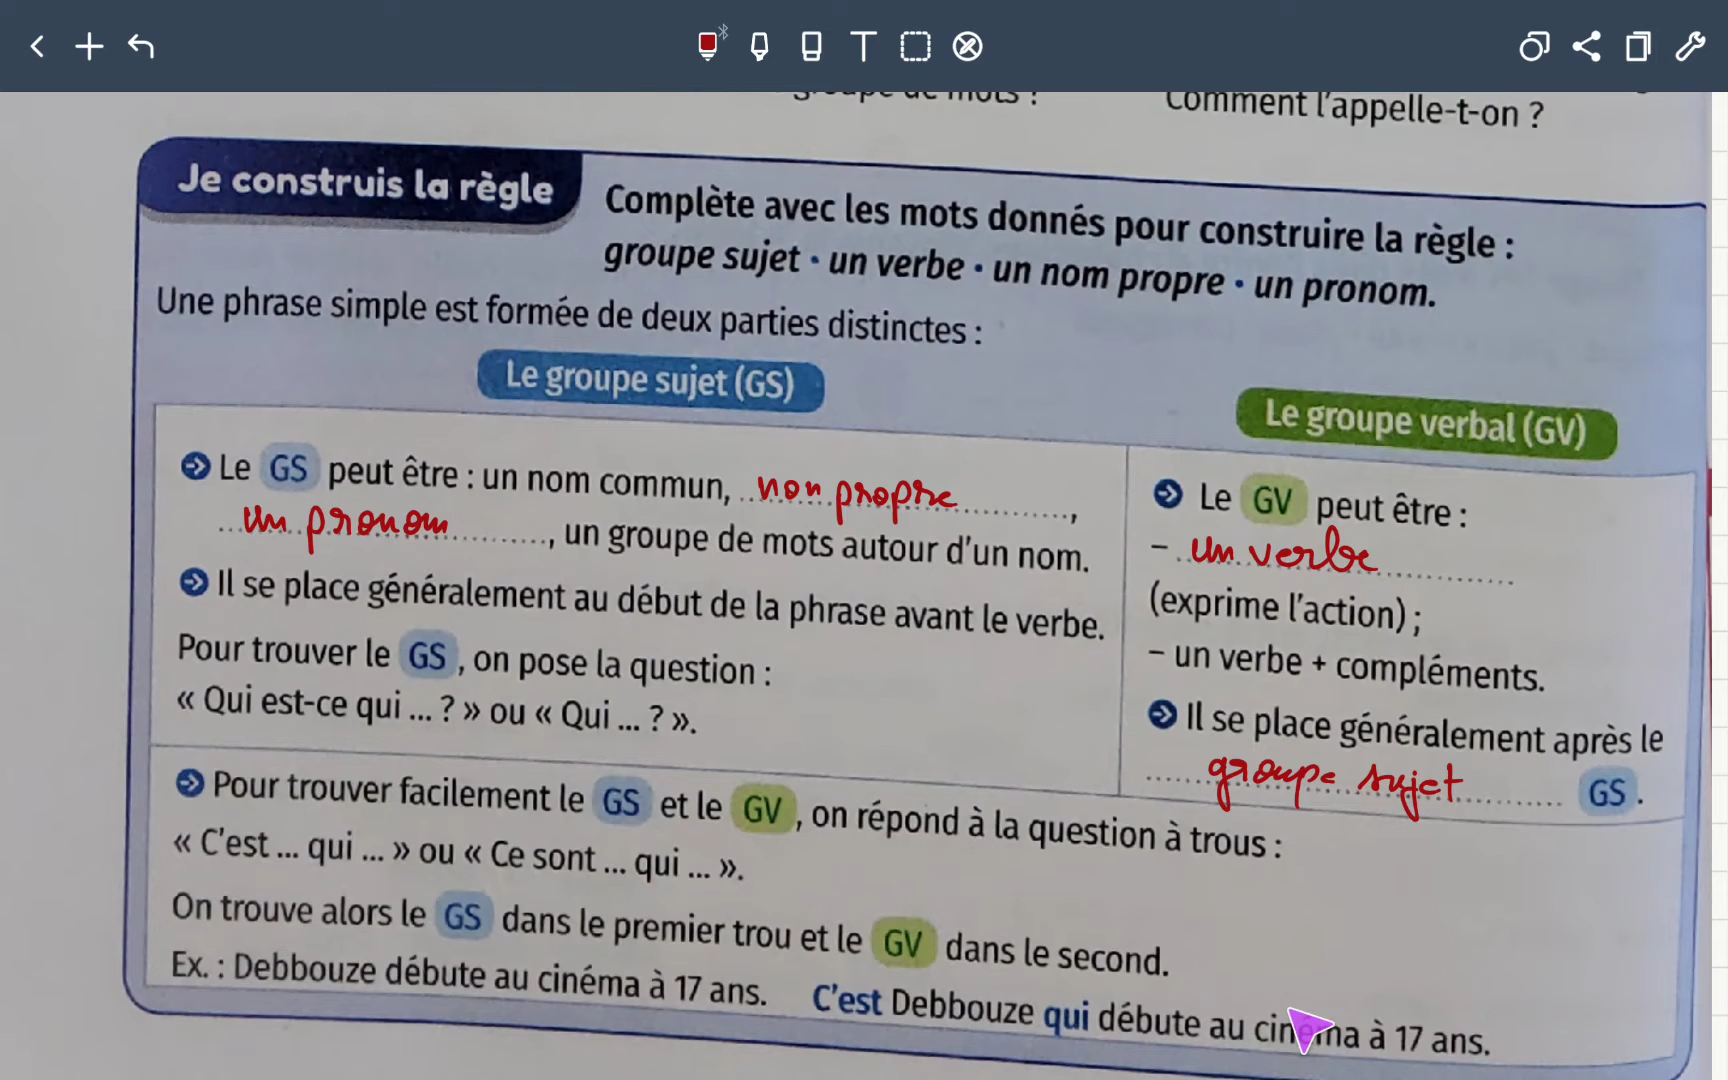 Comment l'appelle-t-on ?
Je construis la règle
Complète avec les mots donnés pour construire la règle :
groupe sujet · un verbe · un nom propre · un pronom.
Une phrase simple est formée de deux parties distinctes :
Le groupe sujet (GS)
➔ Le GS peut être : un nom commun, non propre,
un pronom, un groupe de mots autour d'un nom.
➔ Il se place généralement au début de la phrase avant le verbe.
Pour trouver le GS, on pose la question :
« Qui est-ce qui ... ? » ou « Qui ... ? ».
Le groupe verbal (GV)
➔ Le GV peut être :
– un verbe
(exprime l'action) ;
– un verbe + compléments.
➔ Il se place généralement après le
groupe sujet GS.
➔ Pour trouver facilement le GS et le GV, on répond à la question à trous :
« C'est ... qui ... » ou « Ce sont ... qui ... ».
On trouve alors le GS dans le premier trou et le GV dans le second.
Ex. : Debbouze débute au cinéma à 17 ans. C'est Debbouze qui débute au cinéma à 17 ans.